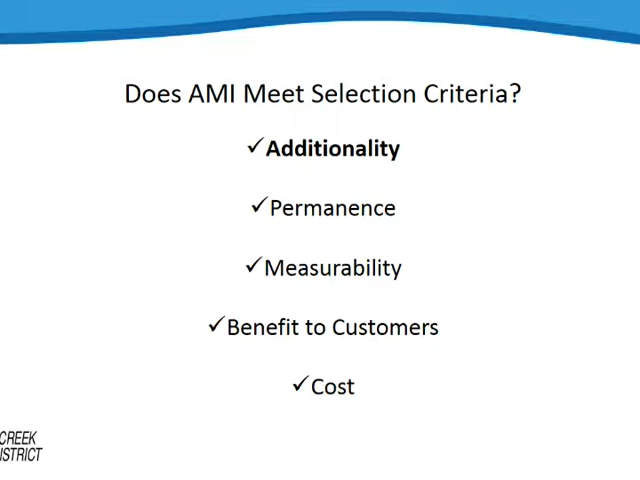 Does AMI Meet Selection Criteria?
✓Additionality
✓Permanence
✓Measurability
✓Benefit to Customers
✓Cost
CREEK
ISTRICT